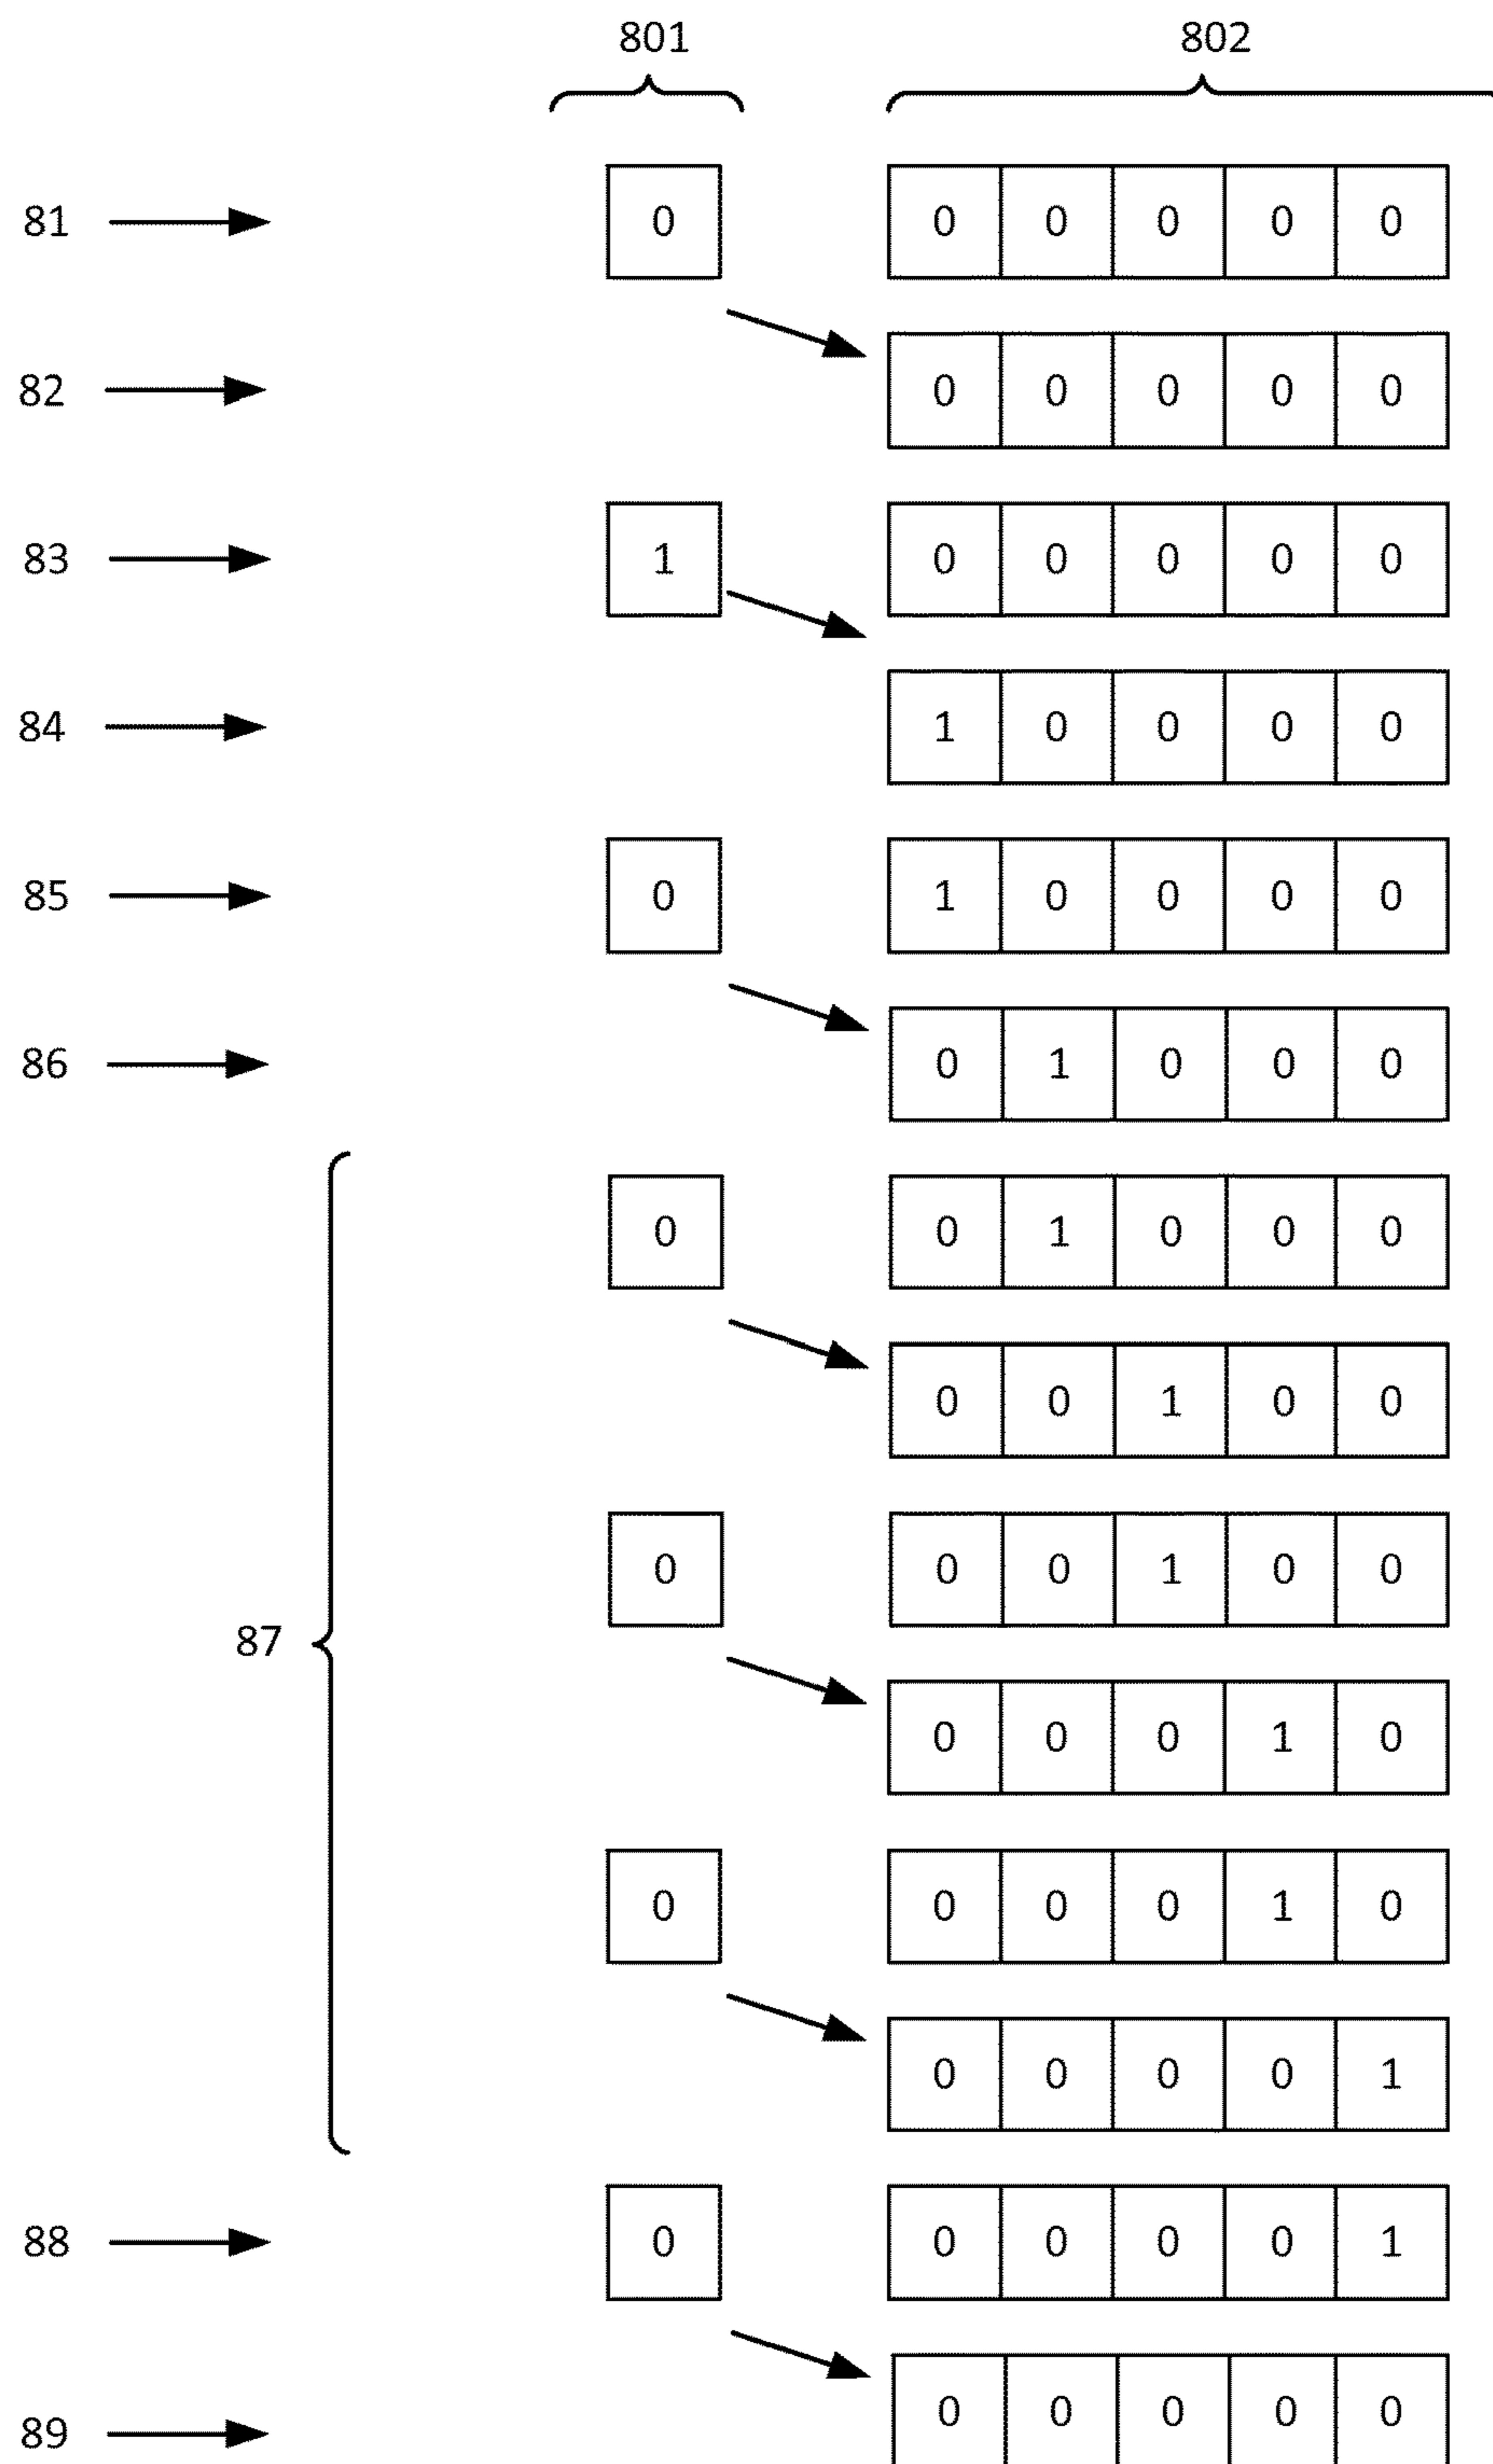 801 802
81 0 0 0 0 0 0
82 0 0 0 0 0
83 1 0 0 0 0 0
84 1 0 0 0 0
85 0 1 0 0 0 0
86 0 1 0 0 0
0 0 1 0 0 0
0 0 1 0 0
0 0 0 1 0 0
87
0 0 0 1 0
0 0 0 0 1 0
0 0 0 0 1
88 0 0 0 0 0 1
89 0 0 0 0 0